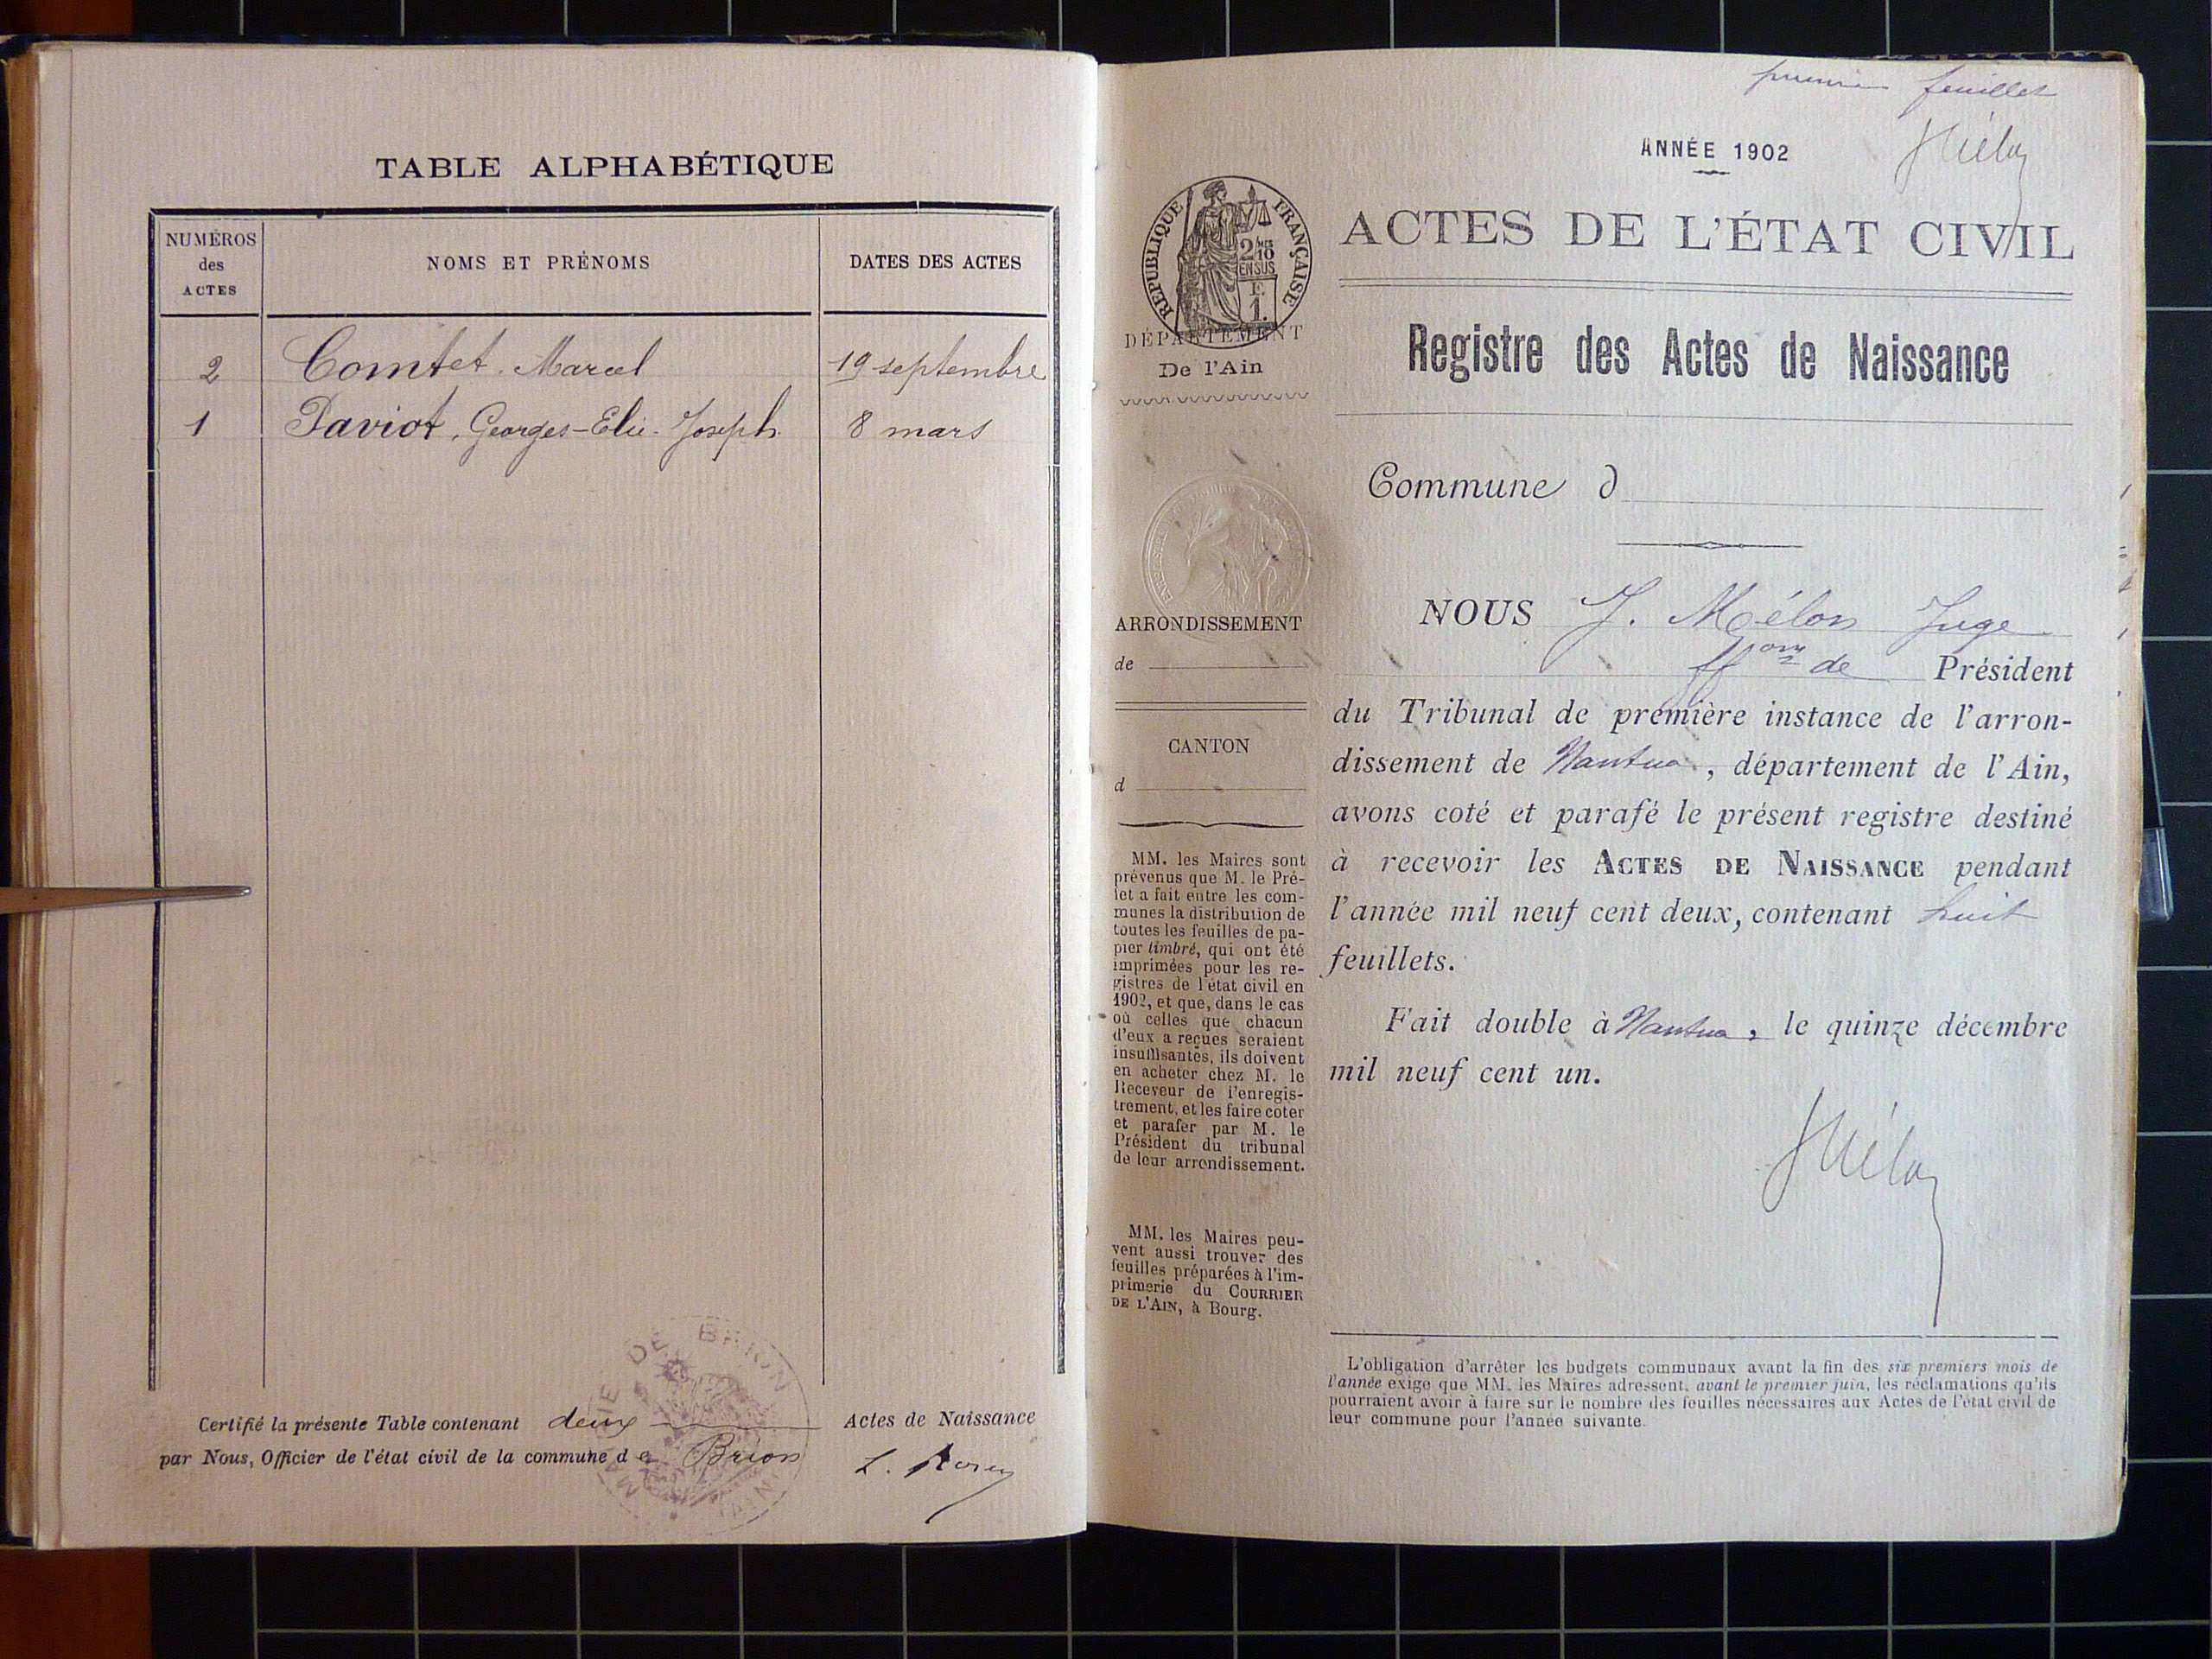 TABLE ALPHABÉTIQUE
NUMÉROS
des
ACTES
NOMS ET PRÉNOMS
DATES DES ACTES
2 Comtet. Marcel 19 septembre
1 Paviot, Georges-Elie-Joseph 8 mars
Certifié la présente Table contenant deux Actes de Naissance
par Nous, Officier de l'état civil de la commune de Brion
MAIRIE DE BRION
premier feuillet
ANNÉE 1902
RÉPUBLIQUE FRANÇAISE
2/10
EN SUS
F.
1.
DÉPARTEMENT
De l'Ain
ARRONDISSEMENT
de
CANTON
d
MM. les Maires sont
prévenus que M. le Pré-
fet a fait entre les com-
munes la distribution de
toutes les feuilles de pa-
pier timbré, qui ont été
imprimées pour les re-
gistres de l'état civil en
1902, et que, dans le cas
où celles que chacun
d'eux a reçues seraient
insuffisantes, ils doivent
en acheter chez M. le
Receveur de l'enregis-
trement, et les faire coter
et parafer par M. le
Président du tribunal
de leur arrondissement.
MM. les Maires peu-
vent aussi trouver des
feuilles préparées à l'im-
primerie du COURRIER
DE L'AIN, à Bourg.
ACTES DE L'ÉTAT CIVIL
Registre des Actes de Naissance
Commune d
NOUS J. Mélon Juge
ff ons de Président
du Tribunal de première instance de l'arron-
dissement de Nantua, département de l'Ain,
avons coté et parafé le présent registre destiné
à recevoir les ACTES DE NAISSANCE pendant
l'année mil neuf cent deux, contenant huit
feuillets.
Fait double à Nantua, le quinze décembre
mil neuf cent un.
L'obligation d'arrêter les budgets communaux avant la fin des six premiers mois de
l'année exige que MM. les Maires adressent, avant le premier juin, les réclamations qu'ils
pourraient avoir à faire sur le nombre des feuilles nécessaires aux Actes de l'état civil de
leur commune pour l'année suivante.